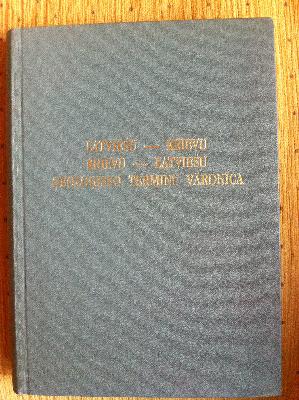 LATVIEŠU — KRIEVU
KRIEVU — LATVIEŠU
TERMINU VĀRDNĪCA